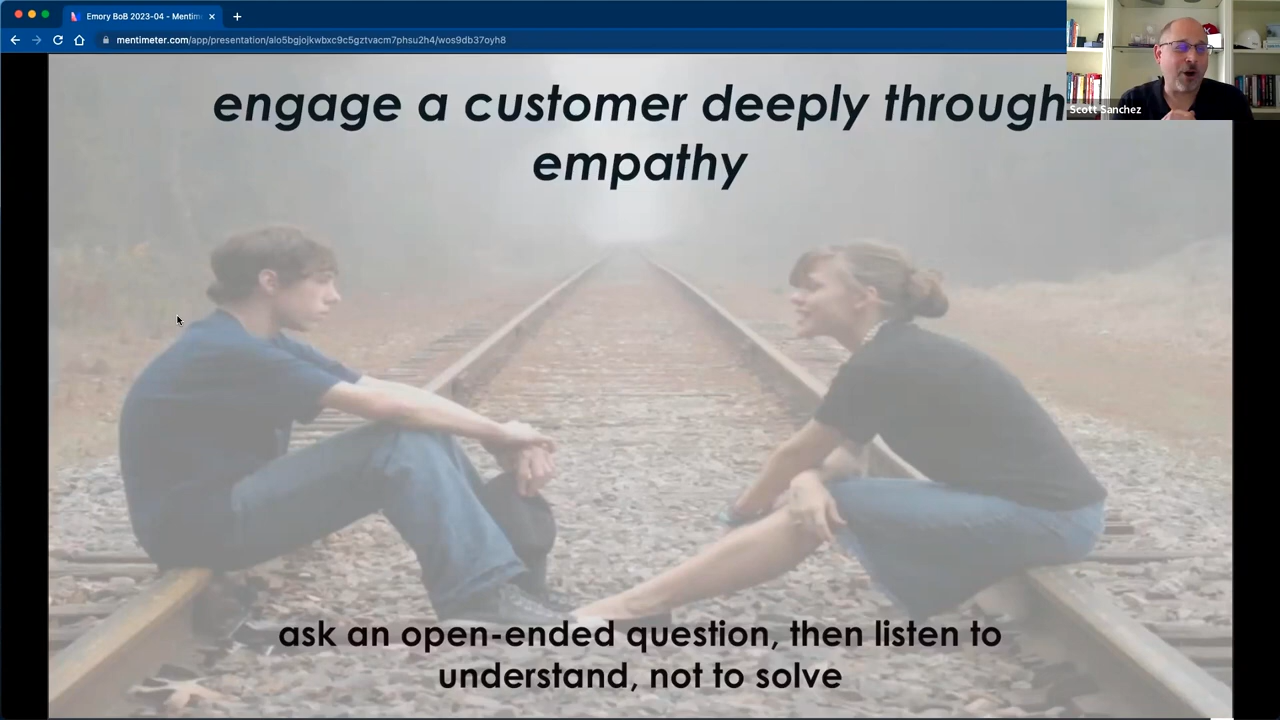 Emory BoB 2023-04 - Mentim
mentimeter.com/app/presentation/alo5bgjojkwbxc9c5gztvacm7phsu2h4/wos9db37oyh8
Scott Sanchez
engage a customer deeply through
empathy
ask an open-ended question, then listen to
understand, not to solve